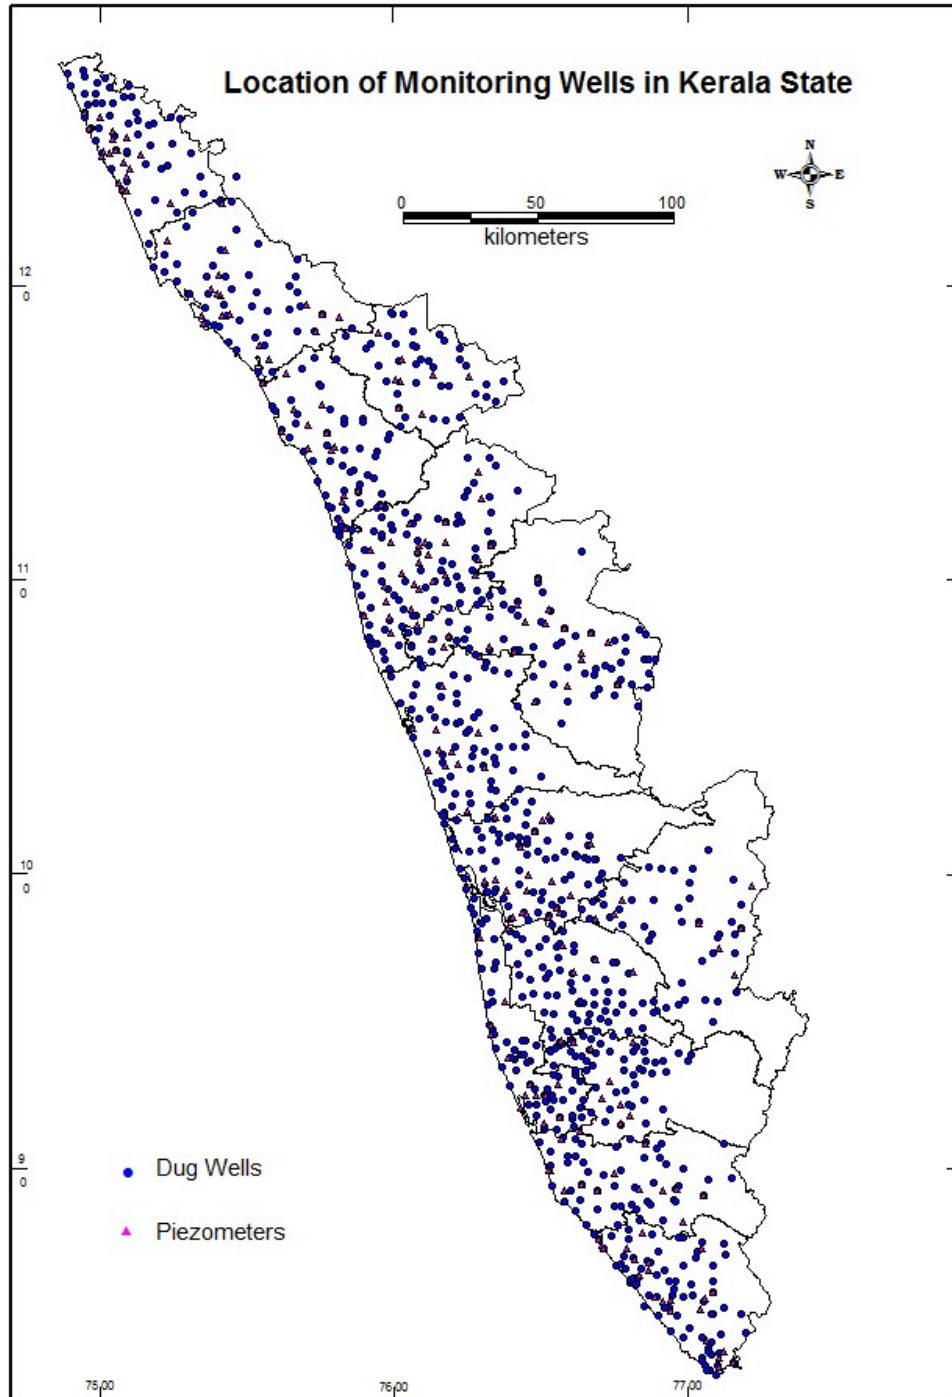 Location of Monitoring Wells in Kerala State
N
W E
S
0 50 100
kilometers
12
0
11
0
10
0
9
0
Dug Wells
Piezometers
75 00 76 00 77 00